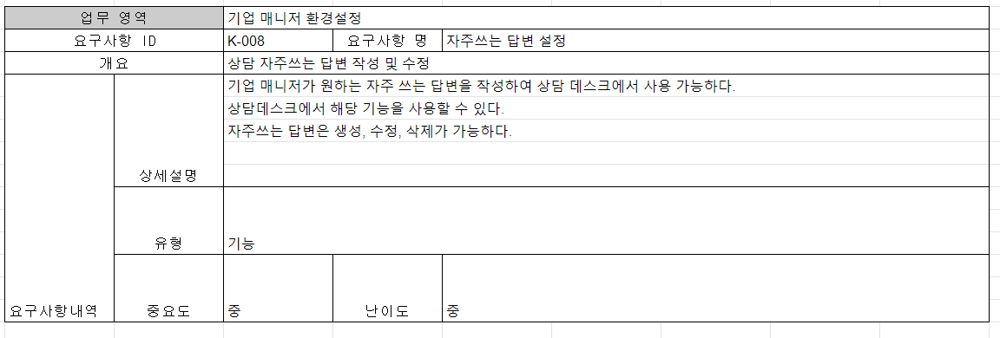 업무 영역 기업 매니저 환경설정
요구사항 ID K-008 요구사항 명 자주쓰는 답변 설정
개요 상담 자주쓰는 답변 작성 및 수정
기업 매니저가 원하는 자주 쓰는 답변을 작성하여 상담 데스크에서 사용 가능하다.
상담데스크에서 해당 기능을 사용할 수 있다.
자주쓰는 답변은 생성, 수정, 삭제가 가능하다.
상세설명
유형 기능
요구사항내역 중요도 중 난이도 중